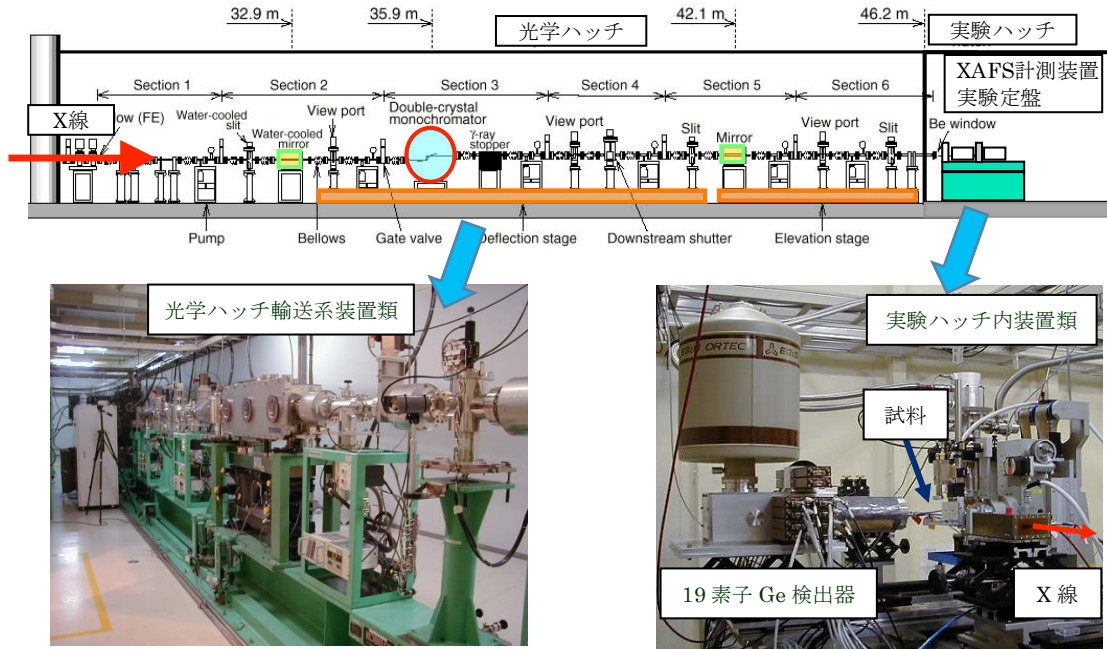 32.9 m
35.9 m
42.1 m
46.2 m
光学ハッチ
実験ハッチ
XAFS計測装置
実験定盤
Section 1
Section 2
Section 3
Section 4
Section 5
Section 6
X線
ow (FE)
Water-cooled
slit
View port
Water-cooled
mirror
Double-crystal
monochromator
γ-ray
stopper
View port
Slit
Mirror
View port
Slit
Be window
Pump
Bellows
Gate valve
Deflection stage
Downstream shutter
Elevation stage
光学ハッチ輸送系装置類
実験ハッチ内装置類
ORTEC
試料
19 素子 Ge 検出器
X 線